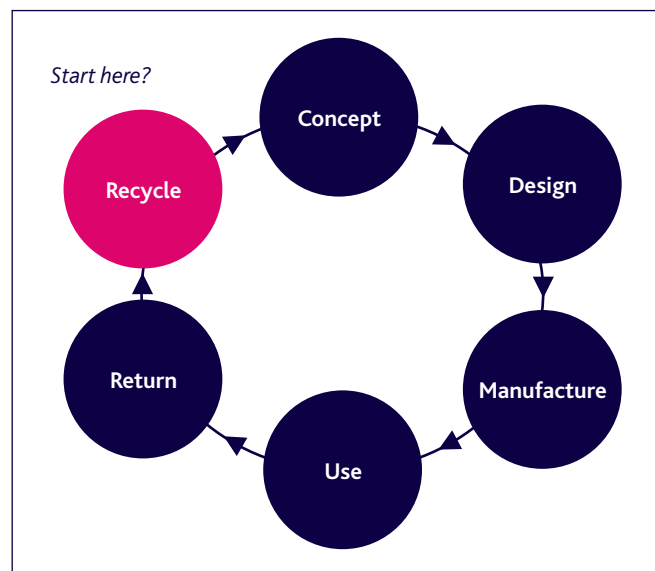 Start here?
Concept
Recycle
Design
Return
Manufacture
Use